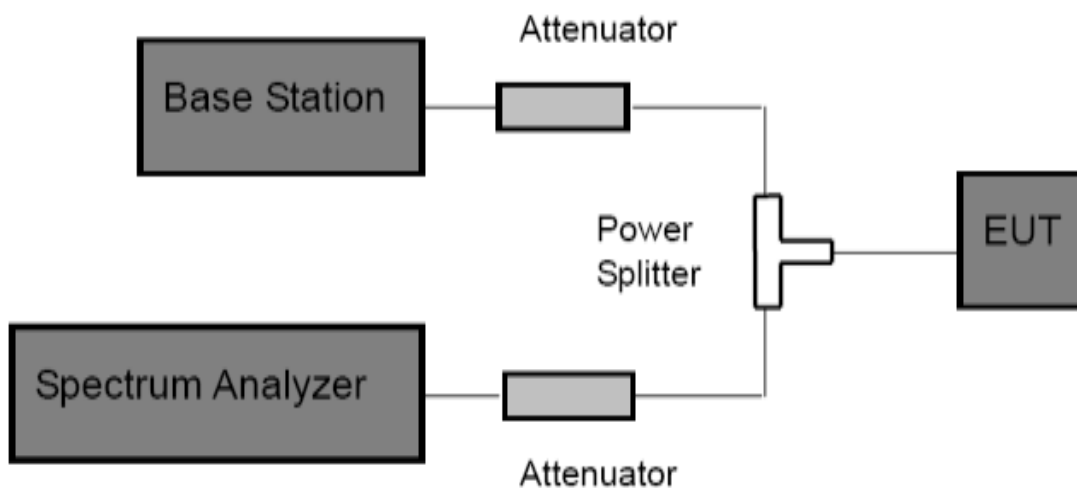 Attenuator
Base Station
Power
Splitter
EUT
Spectrum Analyzer
Attenuator